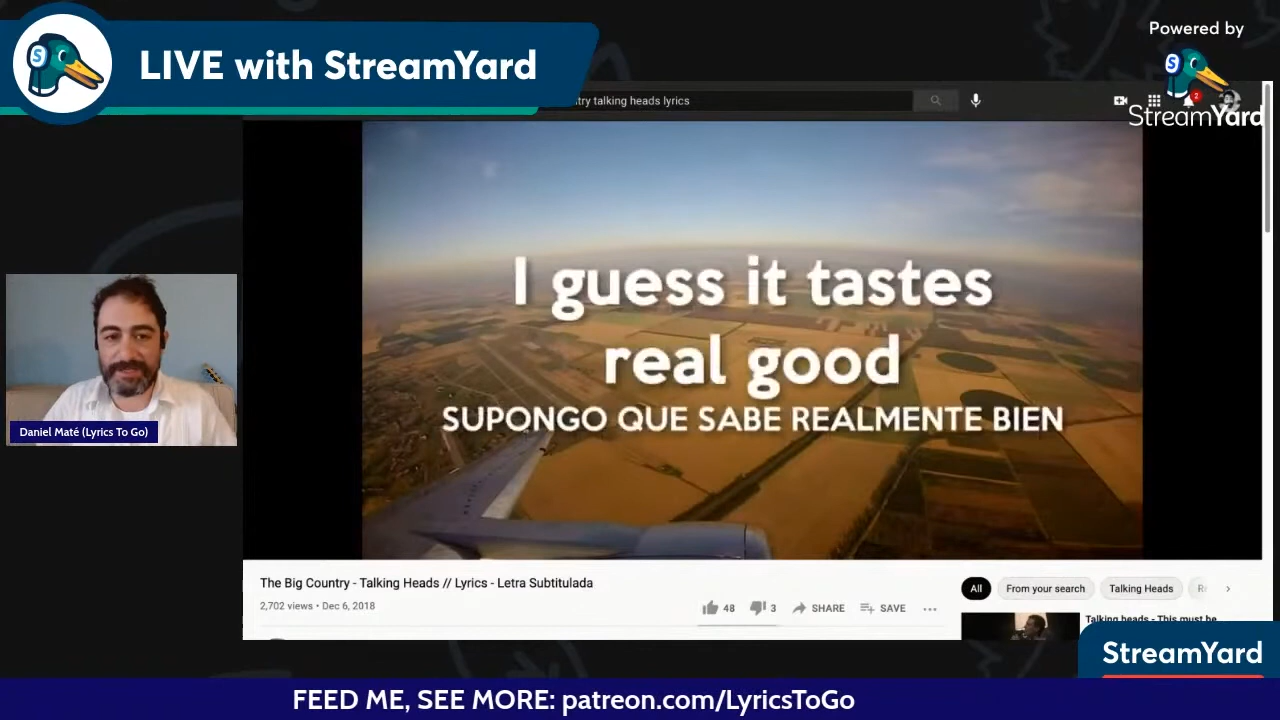 Powered by
S
LIVE with StreamYard
S
StreamYard
try talking heads lyrics
2
I guess it tastes
real good
SUPONGO QUE SABE REALMENTE BIEN
Daniel Maté (Lyrics To Go)
The Big Country - Talking Heads // Lyrics - Letra Subtitulada
2,702 views • Dec 6, 2018
48
3
SHARE
SAVE
All
From your search
Talking Heads
Talking heads - This must be
StreamYard
FEED ME, SEE MORE: patreon.com/LyricsToGo